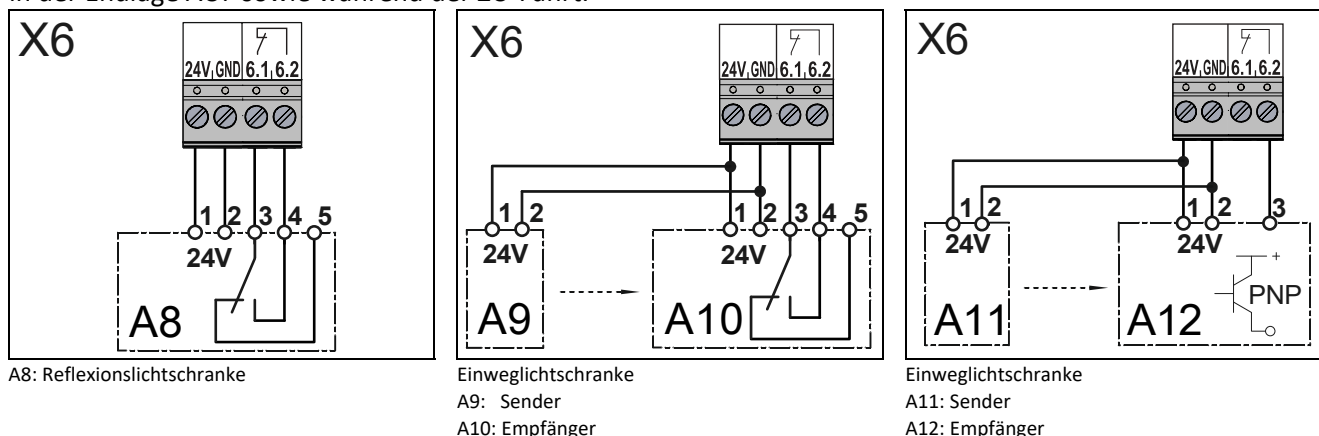 in der Endlage AUF sowie während der ZU-Fahrt.
X6
24V GND 6.1 6.2
1 2 3 4 5
24V
A8
A8: Reflexionslichtschranke
X6
24V GND 6.1 6.2
1 2
24V
A9
1 2 3 4 5
24V
A10
Einweglichtschranke
A9: Sender
A10: Empfänger
X6
24V GND 6.1 6.2
1 2
24V
A11
1 2 3
24V
+
PNP
A12
Einweglichtschranke
A11: Sender
A12: Empfänger